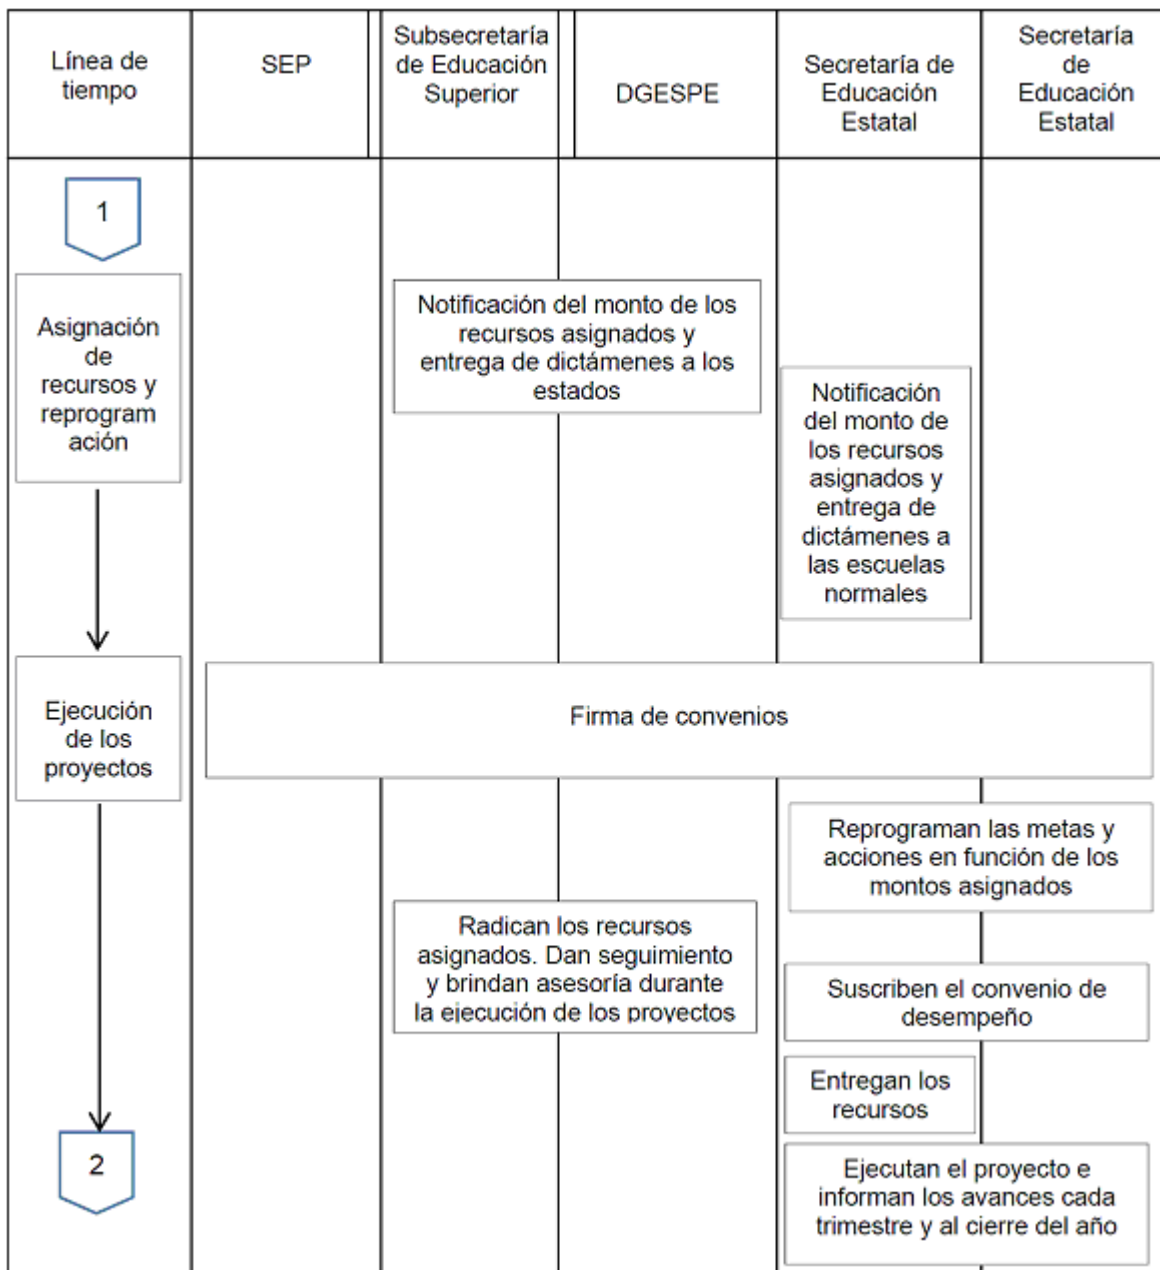 Línea de
tiempo
SEP
Subsecretaría
de Educación
Superior
DGESPE
Secretaría de
Educación
Estatal
Secretaría
de
Educación
Estatal
1
Asignación
de
recursos y
reprogram
ación
Notificación del monto de los
recursos asignados y
entrega de dictámenes a los
estados
Notificación
del monto de
los recursos
asignados y
entrega de
dictámenes a
las escuelas
normales
Ejecución
de los
proyectos
Firma de convenios
Reprograman las metas y
acciones en función de los
montos asignados
Radican los recursos
asignados. Dan seguimiento
y brindan asesoría durante
la ejecución de los proyectos
Suscriben el convenio de
desempeño
Entregan los
recursos
2
Ejecutan el proyecto e
informan los avances cada
trimestre y al cierre del año